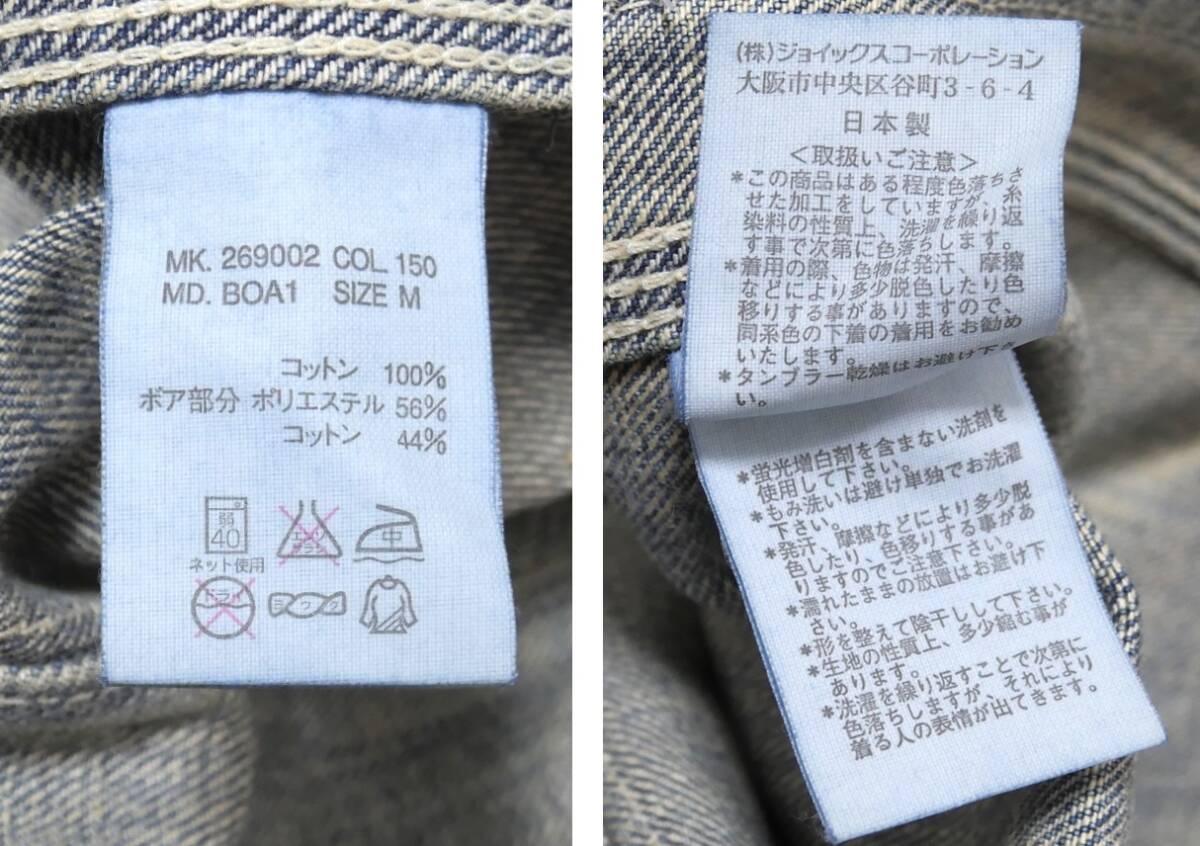 MK. 269002 COL 150
MD. BOA1 SIZE M
コットン 100%
ボア部分 ポリエステル 56%
コットン 44%
弱
40
ネット使用
エンソサラシ
中
ドライ
ヨワク
(株)ジョイックスコーポレーション
大阪市中央区谷町3-6-4
日本製
<取扱いご注意>
*この商品はある程度色落ちさ
せた加工をしていますが、糸
染料の性質上、洗濯を繰り返
す事で次第に色落ちします。
*着用の際、色物は発汗、摩擦
などにより多少脱色したり色
移りする事がありますので、
同系色の下着の着用をお勧め
いたします。
*タンブラー乾燥はお避け下さ
い。
*蛍光増白剤を含まない洗剤を
使用して下さい。
*もみ洗いは避け単独でお洗濯
下さい。
*発汗、摩擦などにより多少脱
色したり、色移りする事があ
りますのでご注意下さい。
*濡れたままの放置はお避け下
さい。
*形を整えて陰干しして下さい。
*生地の性質上、多少縮む事が
あります。
*洗濯を繰り返すことで次第に
色落ちしますが、それにより
着る人の表情が出てきます。